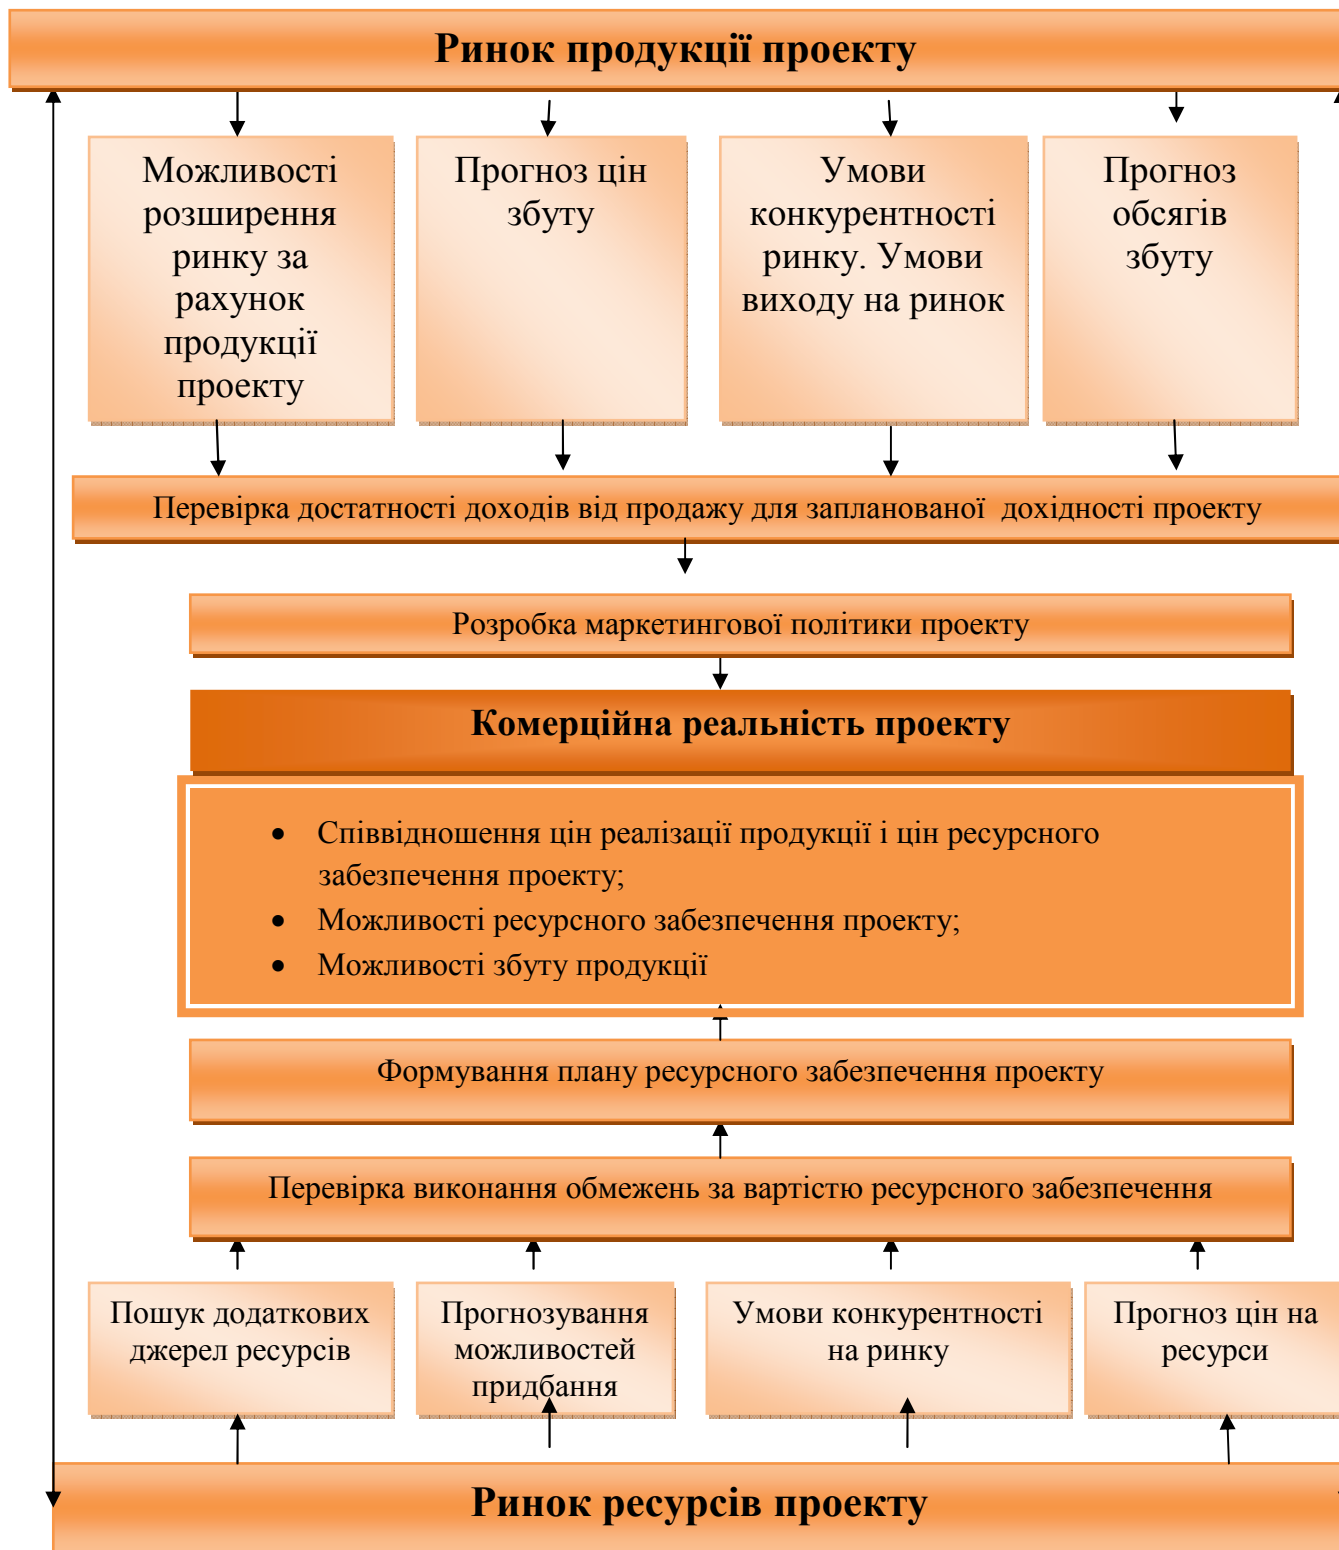 Ринок продукції проекту
Можливості
розширення
ринку за
рахунок
продукції
проекту
Прогноз цін
збуту
Умови
конкурентності
ринку. Умови
виходу на ринок
Прогноз
обсягів
збуту
Перевірка достатності доходів від продажу для запланованої дохідності проекту
Розробка маркетингової політики проекту
Комерційна реальність проекту
• Співвідношення цін реалізації продукції і цін ресурсного
забезпечення проекту;
• Можливості ресурсного забезпечення проекту;
• Можливості збуту продукції
Формування плану ресурсного забезпечення проекту
Перевірка виконання обмежень за вартістю ресурсного забезпечення
Пошук додаткових
джерел ресурсів
Прогнозування
можливостей
придбання
Умови конкурентності
на ринку
Прогноз цін на
ресурси
Ринок ресурсів проекту